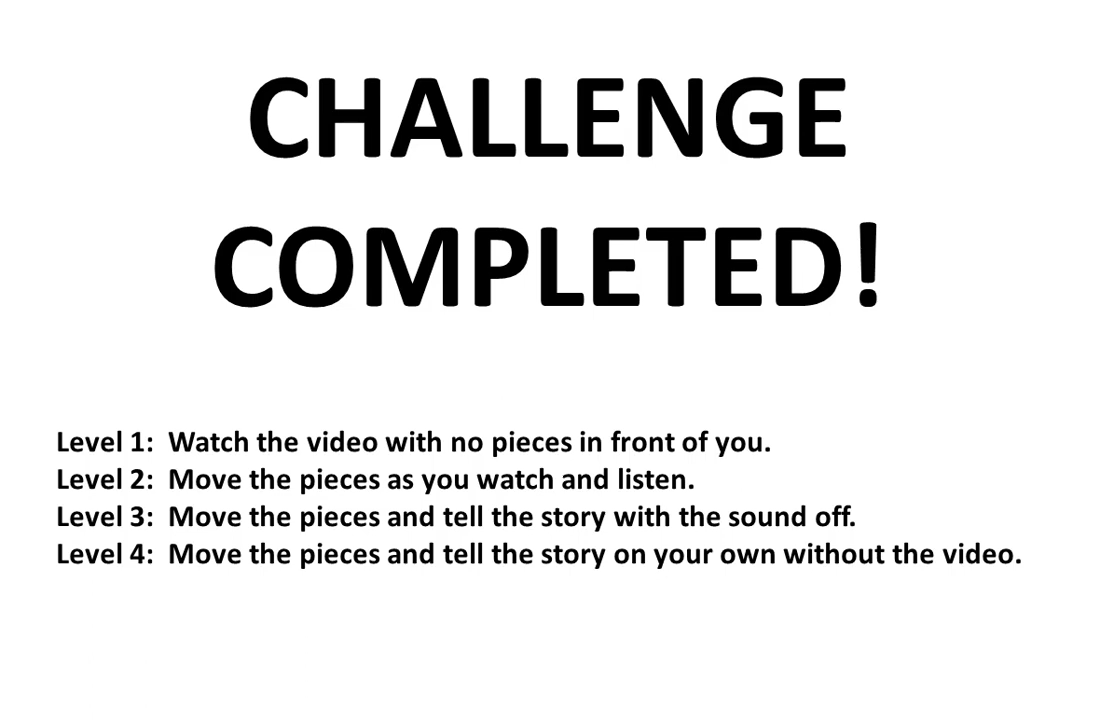 CHALLENGE
COMPLETED!
Level 1:  Watch the video with no pieces in front of you.
Level 2:  Move the pieces as you watch and listen.
Level 3:  Move the pieces and tell the story with the sound off.
Level 4:  Move the pieces and tell the story on your own without the video.